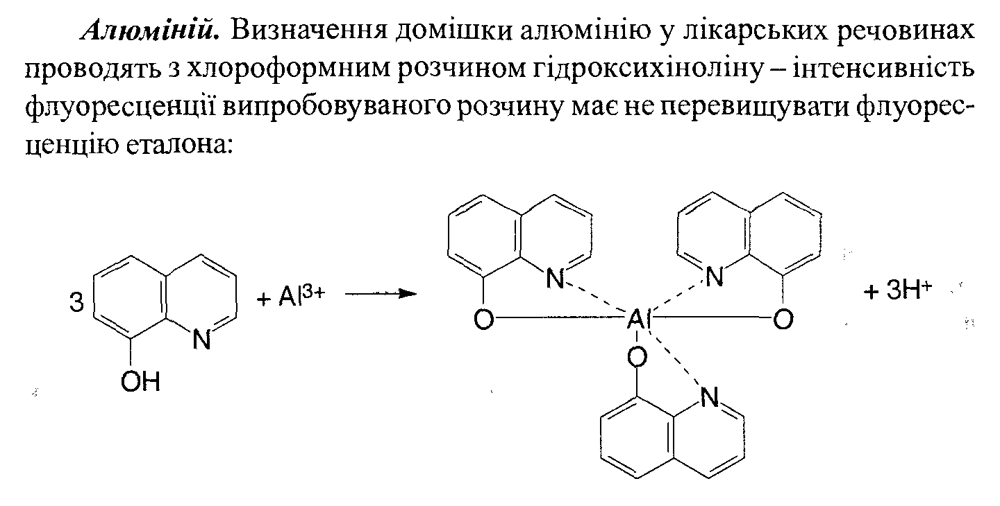 Алюміній. Визначення домішки алюмінію у лікарських речовинах
проводять з хлороформним розчином гідроксихіноліну – інтенсивність
флуоресценції випробовуваного розчину має не перевищувати флуорес-
ценцію еталона:
3
N
OH
+ Al3+
N
O
N
O
Al
O
N
+ 3H+